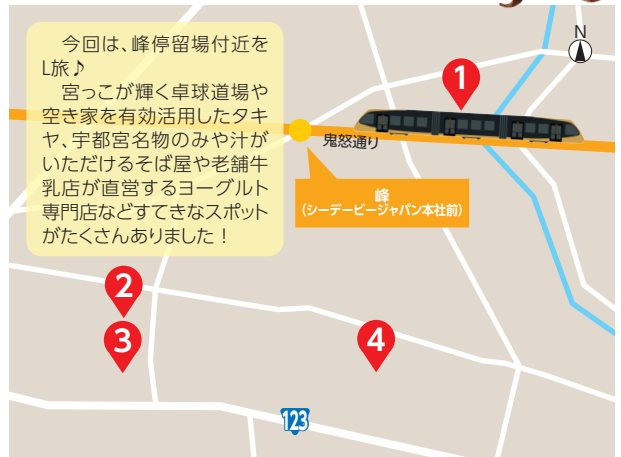 今回は、峰停留場付近を
L旅♪
宮っこが輝く卓球道場や
空き家を有効活用したタキ
ヤ、宇都宮名物のみや汁が
いただけるそば屋や老舗牛
乳店が直営するヨーグルト
専門店などすてきなスポット
がたくさんありました！
N
1
鬼怒通り
峰
(シーデービージャパン本社前)
2
3
4
123